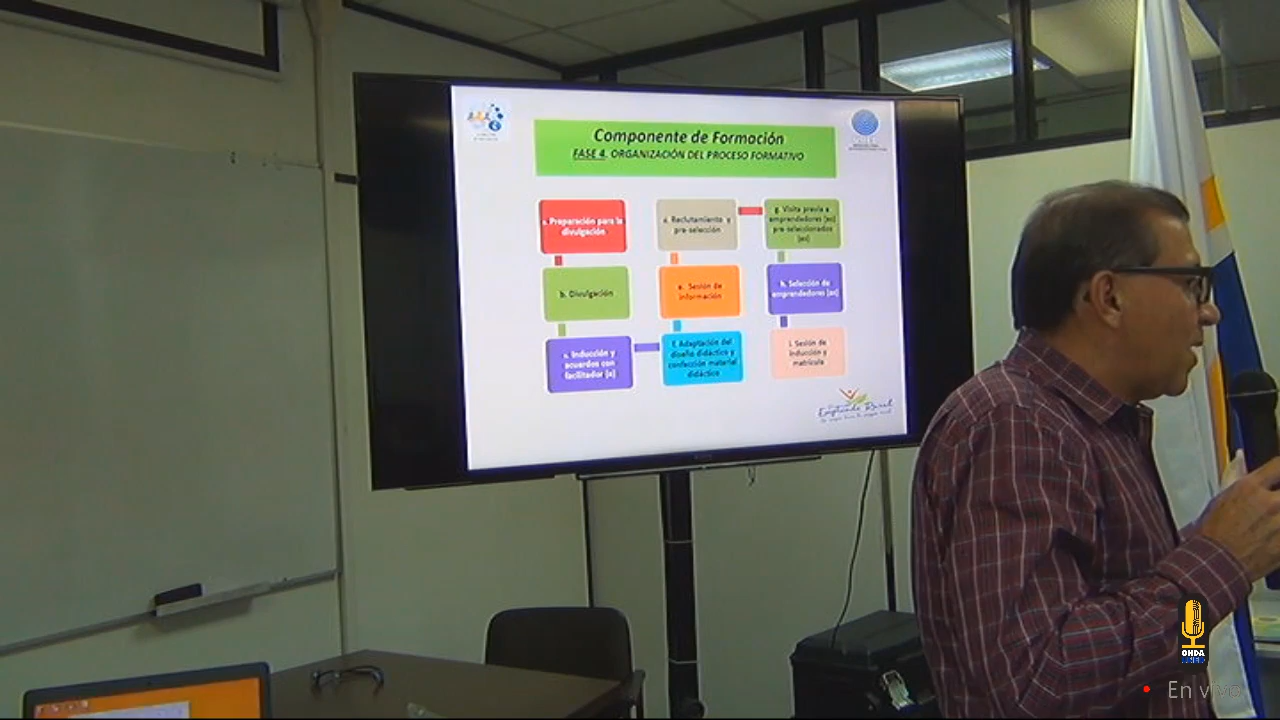 Componente de Formación
FASE 4. ORGANIZACIÓN DEL PROCESO FORMATIVO
a. Preparación para la
divulgación
b. Divulgación
c. Inducción y
acuerdos con
facilitador (a)
d. Reclutamiento y
pre-selección
e. Sesión de
información
f. Adaptación del
diseño didáctico y
confección material
didáctico
g. Visita previa a
emprendedores (as)
pre-seleccionados
(as)
h. Selección de
emprendedores (as)
i. Sesión de
inducción y
matrícula
Emprende Rural
ONDA
UNED
En vivo